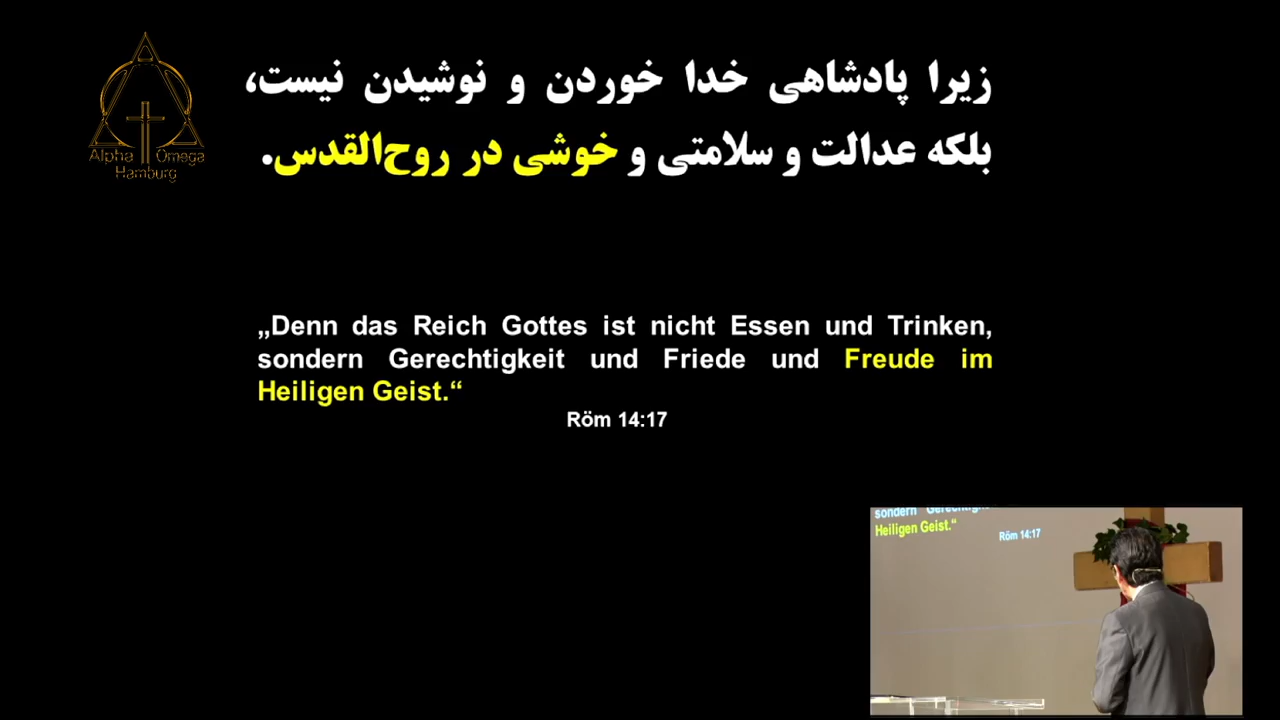 زیرا پادشاهی خدا خوردن و نوشیدن نیست،
بلکه عدالت و سلامتی و خوشی در روح‌القدس.
Alpha Omega
Hamburg
„Denn das Reich Gottes ist nicht Essen und Trinken,
sondern Gerechtigkeit und Friede und Freude im
Heiligen Geist.“
Röm 14:17
sondern
Heiligen Geist.“
Röm 14:17